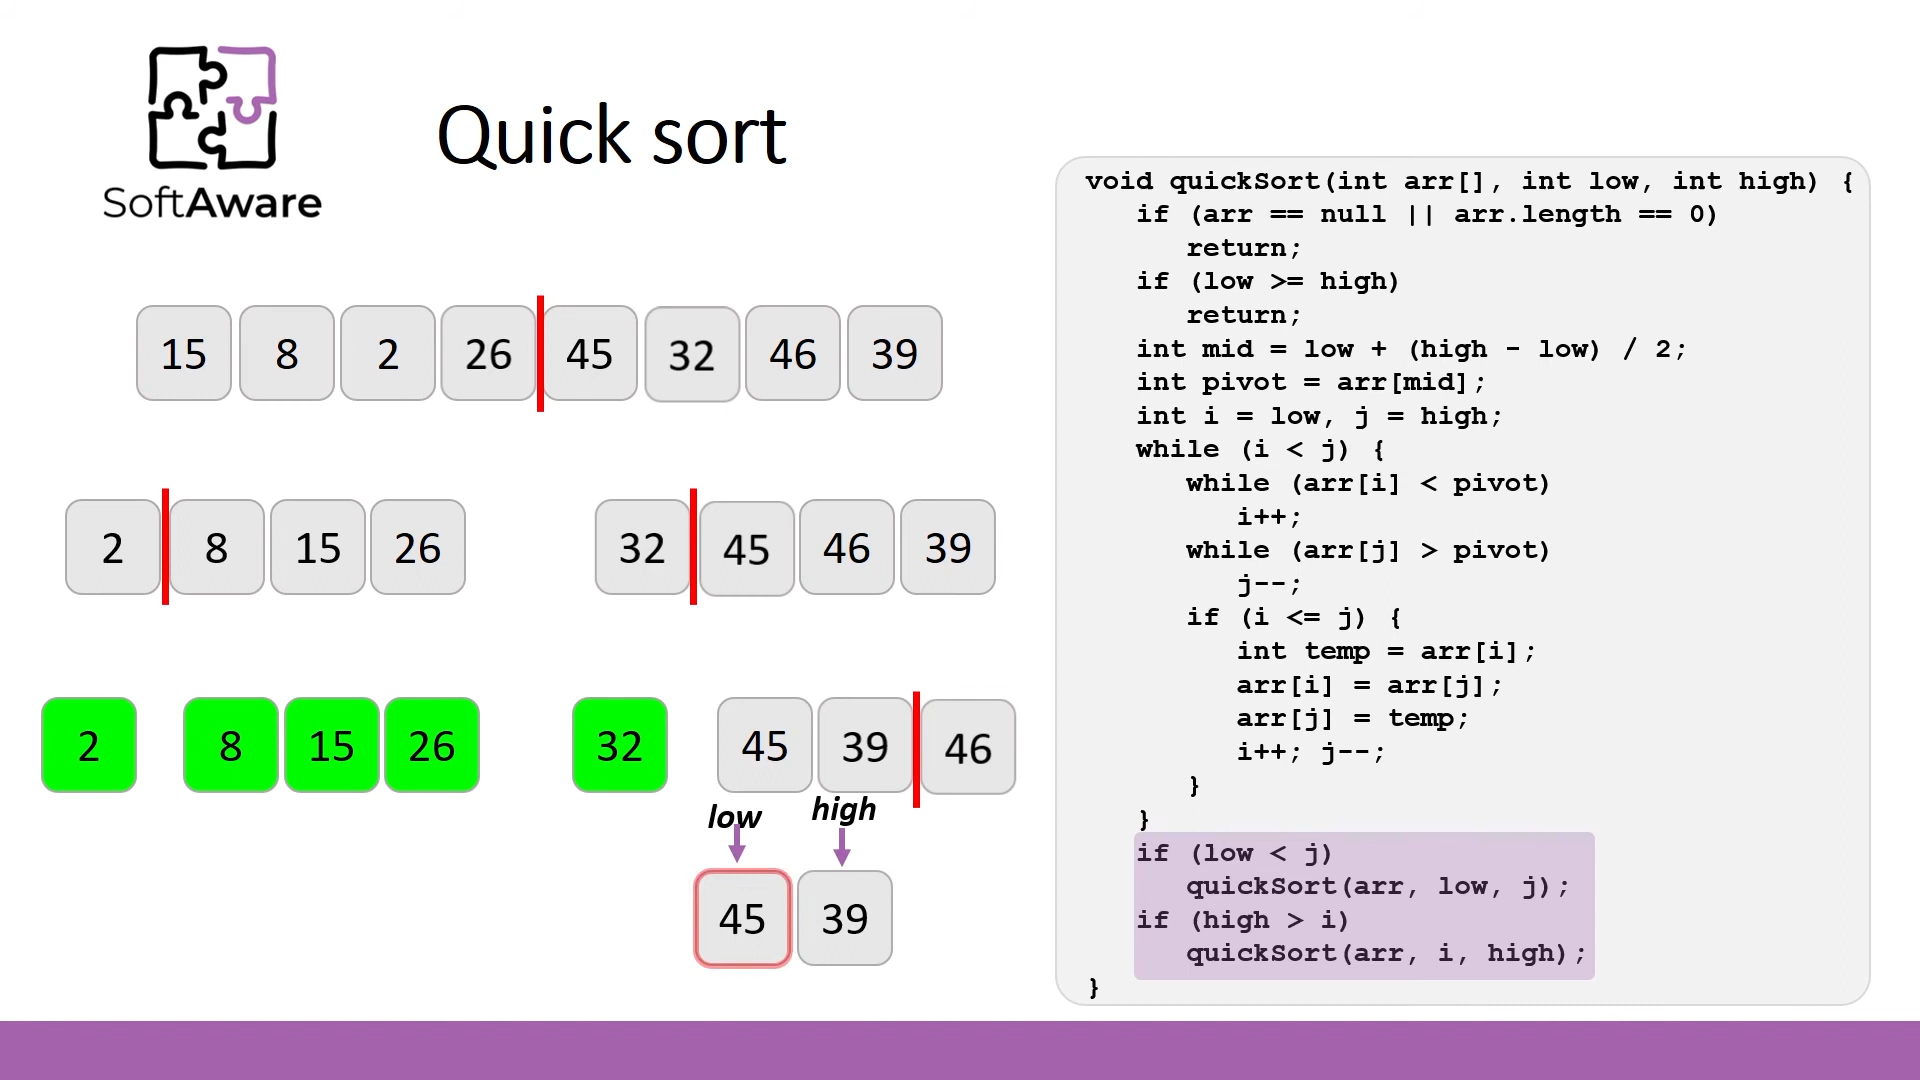 SoftAware
Quick sort
15 8 2 26 45 32 46 39
2 8 15 26 32 45 46 39
2 8 15 26 32 45 39 46
low high
45 39
void quickSort(int arr[], int low, int high) {
if (arr == null || arr.length == 0)
return;
if (low >= high)
return;
int mid = low + (high - low) / 2;
int pivot = arr[mid];
int i = low, j = high;
while (i < j) {
while (arr[i] < pivot)
i++;
while (arr[j] > pivot)
j--;
if (i <= j) {
int temp = arr[i];
arr[i] = arr[j];
arr[j] = temp;
i++; j--;
}
}
if (low < j)
quickSort(arr, low, j);
if (high > i)
quickSort(arr, i, high);
}